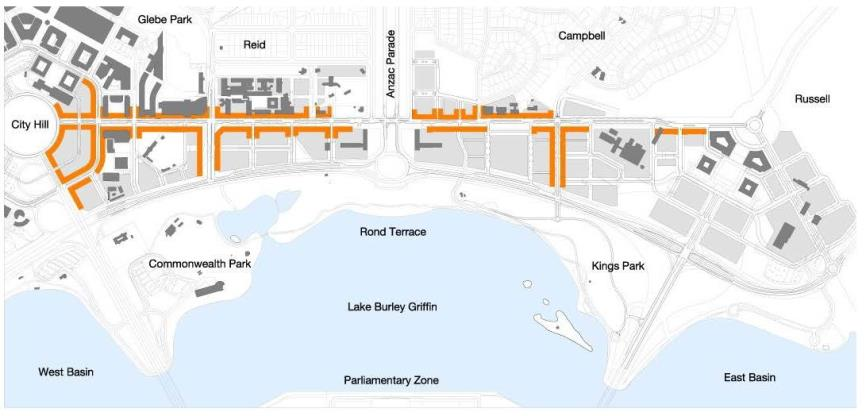 Glebe Park
Reid
Anzac Parade
Campbell
Russell
City Hill
Rond Terrace
Commonwealth Park
Kings Park
Lake Burley Griffin
West Basin
Parliamentary Zone
East Basin